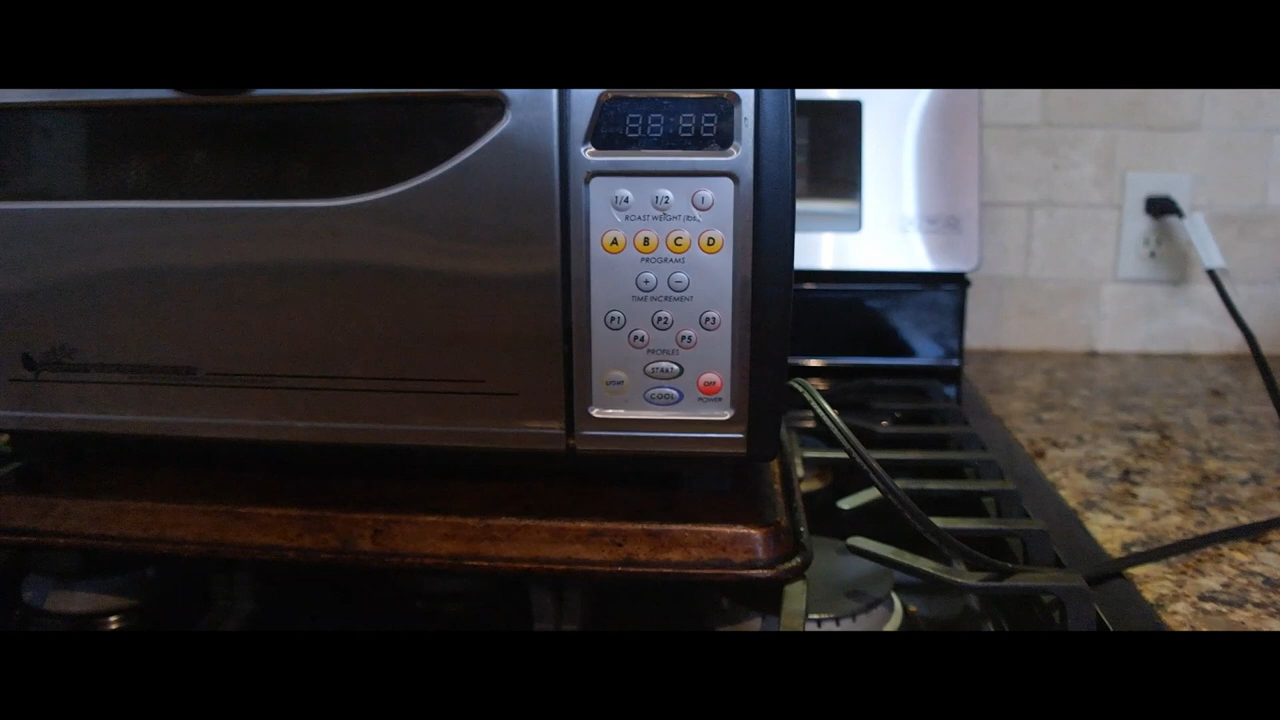 88:88
1/4 1/2 1
ROAST WEIGHT (lbs.)
A B C D
PROGRAMS
+ −
TIME INCREMENT
P1 P2 P3
P4 P5
PROFILES
START
LIGHT OFF
COOL POWER